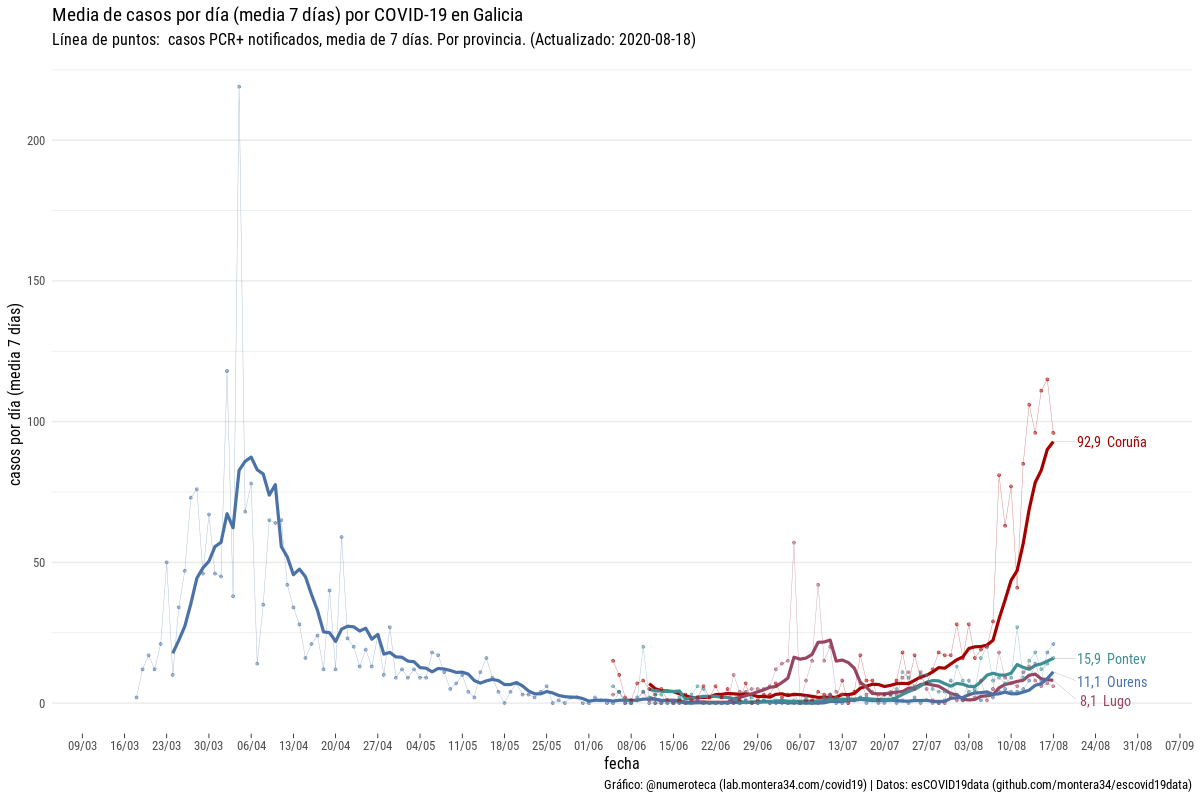 Media de casos por día (media 7 días) por COVID-19 en Galicia
Línea de puntos:  casos PCR+ notificados, media de 7 días. Por provincia. (Actualizado: 2020-08-18)
casos por día (media 7 días)
200
150
100
50
0
92,9 Coruña
15,9 Pontev
11,1 Ourens
8,1 Lugo
09/03 16/03 23/03 30/03 06/04 13/04 20/04 27/04 04/05 11/05 18/05 25/05 01/06 08/06 15/06 22/06 29/06 06/07 13/07 20/07 27/07 03/08 10/08 17/08 24/08 31/08 07/09
fecha
Gráfico: @numeroteca (lab.montera34.com/covid19) | Datos: esCOVID19data (github.com/montera34/escovid19data)